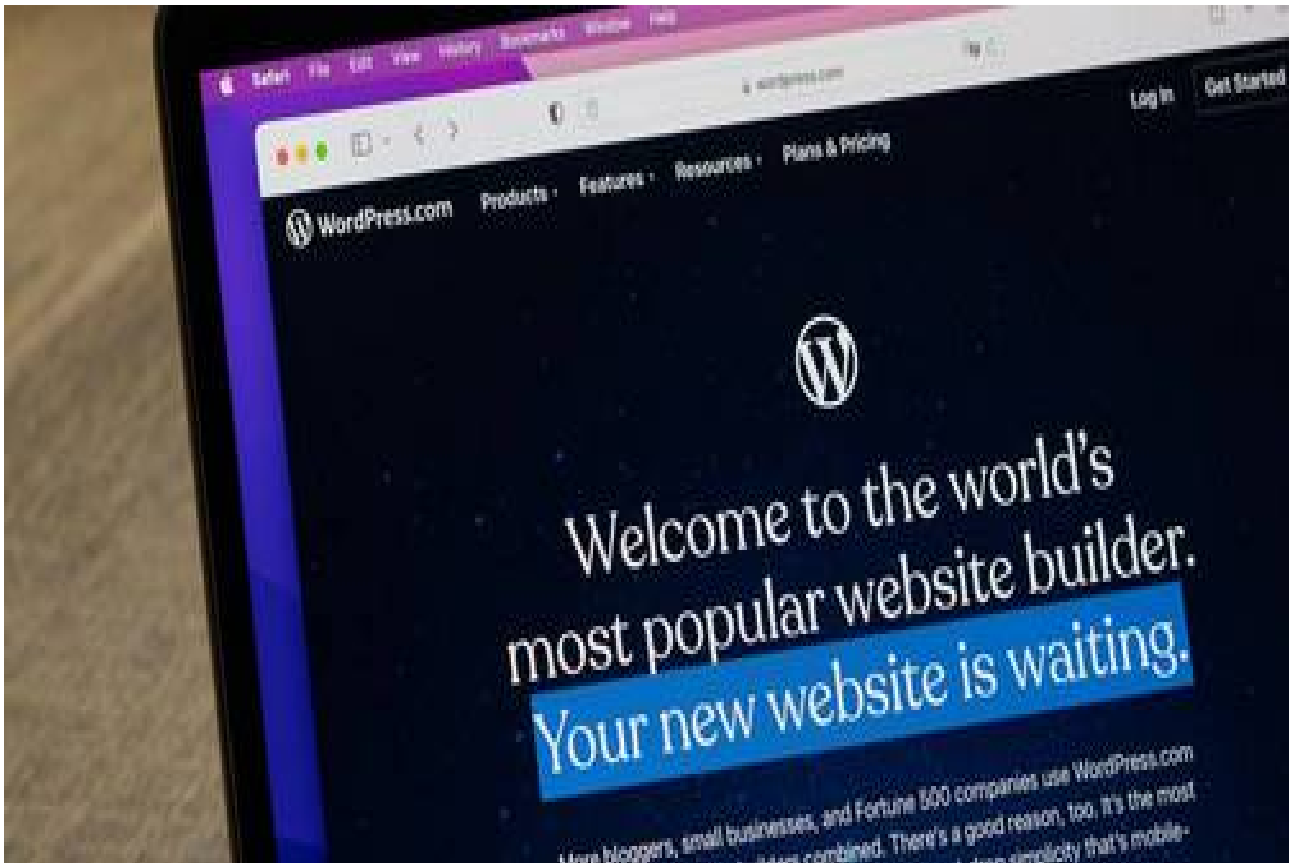 Safari File Edit View History Bookmarks Window Help
wordpress.com
WordPress.com Products Features Resources Plans & Pricing Log In Get Started
W
Welcome to the world's
most popular website builder.
Your new website is waiting.
More bloggers, small businesses, and Fortune 500 companies use WordPress.com
combined. There's a good reason, too. It's the most
simplicity that's mobile-